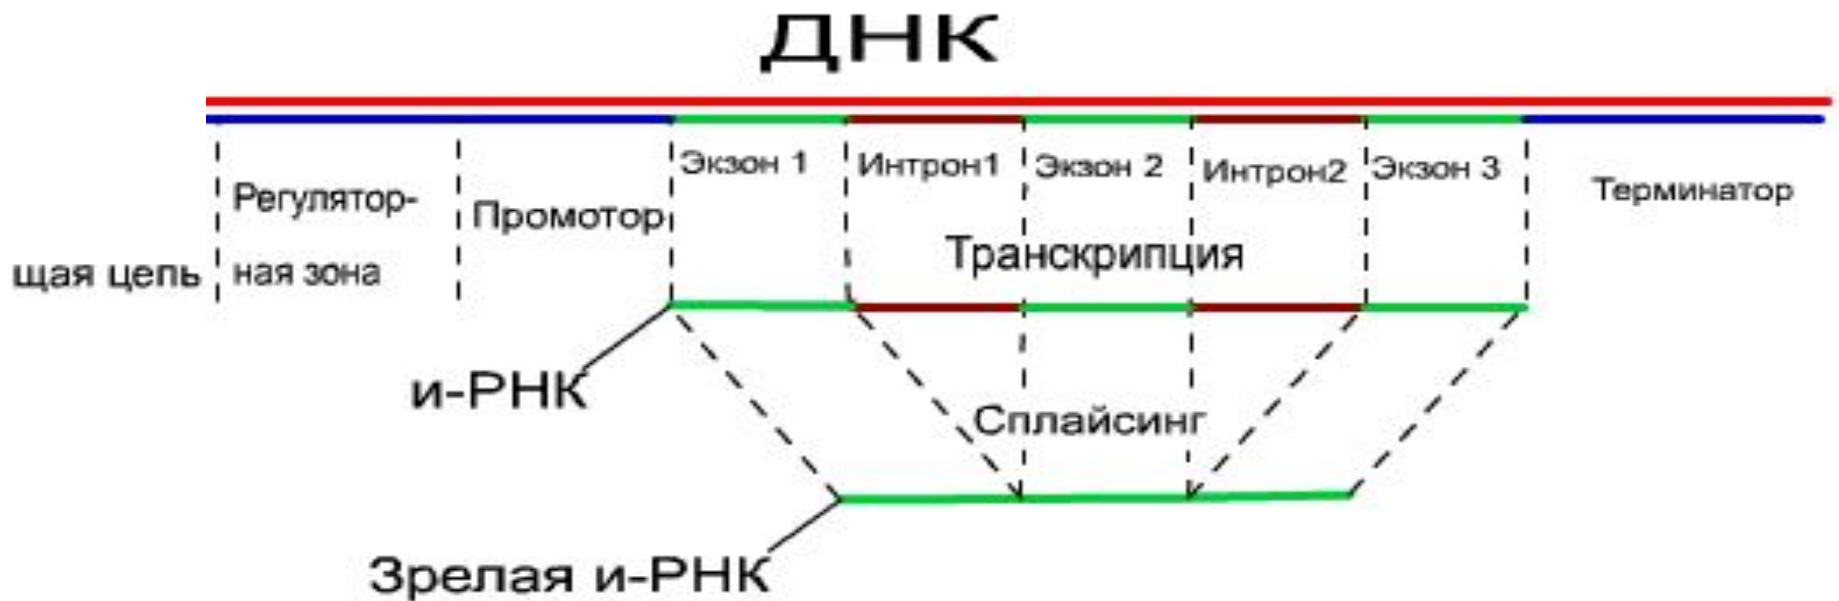 ДНК
Экзон 1
Интрон1
Экзон 2
Интрон2
Экзон 3
Регулятор-
ная зона
Промотор
Терминатор
щая цепь
Транскрипция
и-РНК
Сплайсинг
Зрелая и-РНК